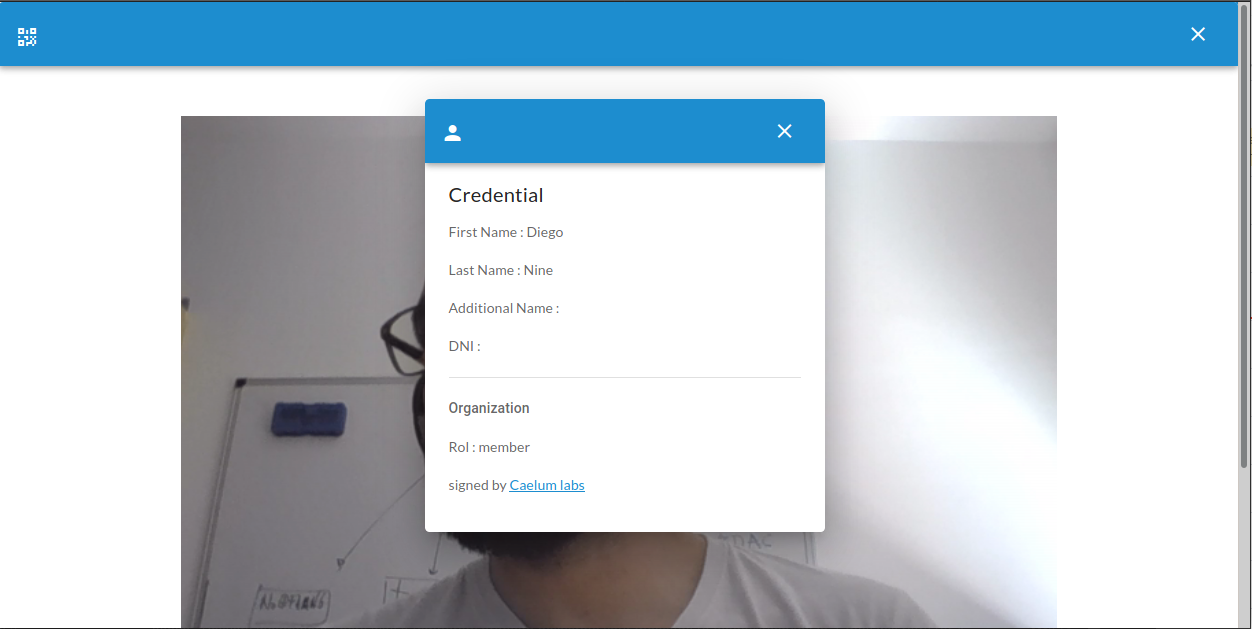 Credential
First Name : Diego
Last Name : Nine
Additional Name :
DNI :
Organization
Rol : member
signed by Caelum labs